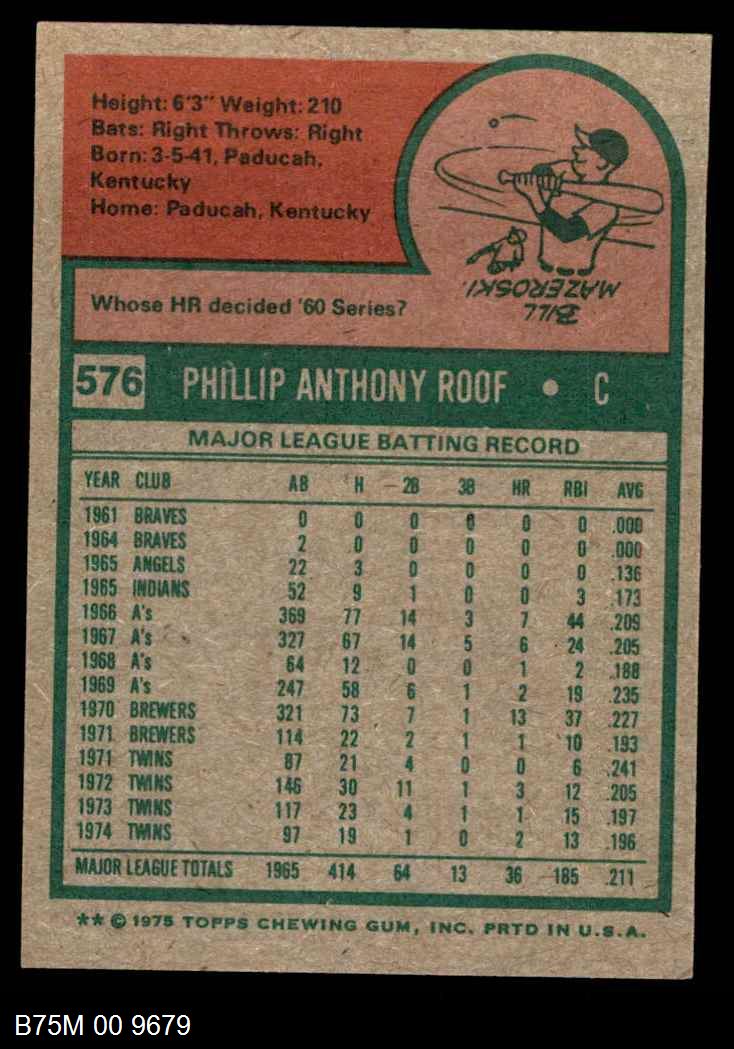 Height: 6'3" Weight: 210
Bats: Right Throws: Right
Born: 3-5-41, Paducah,
Kentucky
Home: Paducah, Kentucky
Whose HR decided '60 Series?
BILL
MAZEROSKI.
576 PHILLIP ANTHONY ROOF • C
MAJOR LEAGUE BATTING RECORD
YEAR CLUB AB H 2B 3B HR RBI AVG
1961 BRAVES 0 0 0 0 0 0 .000
1964 BRAVES 2 0 0 0 0 0 .000
1965 ANGELS 22 3 0 0 0 0 .136
1965 INDIANS 52 9 1 0 0 3 .173
1966 A's 369 77 14 3 7 44 .209
1967 A's 327 67 14 5 6 24 .205
1968 A's 64 12 0 0 1 2 .188
1969 A's 247 58 6 1 2 19 .235
1970 BREWERS 321 73 7 1 13 37 .227
1971 BREWERS 114 22 2 1 1 10 .193
1971 TWINS 87 21 4 0 0 6 .241
1972 TWINS 146 30 11 1 3 12 .205
1973 TWINS 117 23 4 1 1 15 .197
1974 TWINS 97 19 1 0 2 13 .196
MAJOR LEAGUE TOTALS 1965 414 64 13 36 185 .211
** © 1975 TOPPS CHEWING GUM, INC. PRTD IN U.S.A.
B75M 00 9679